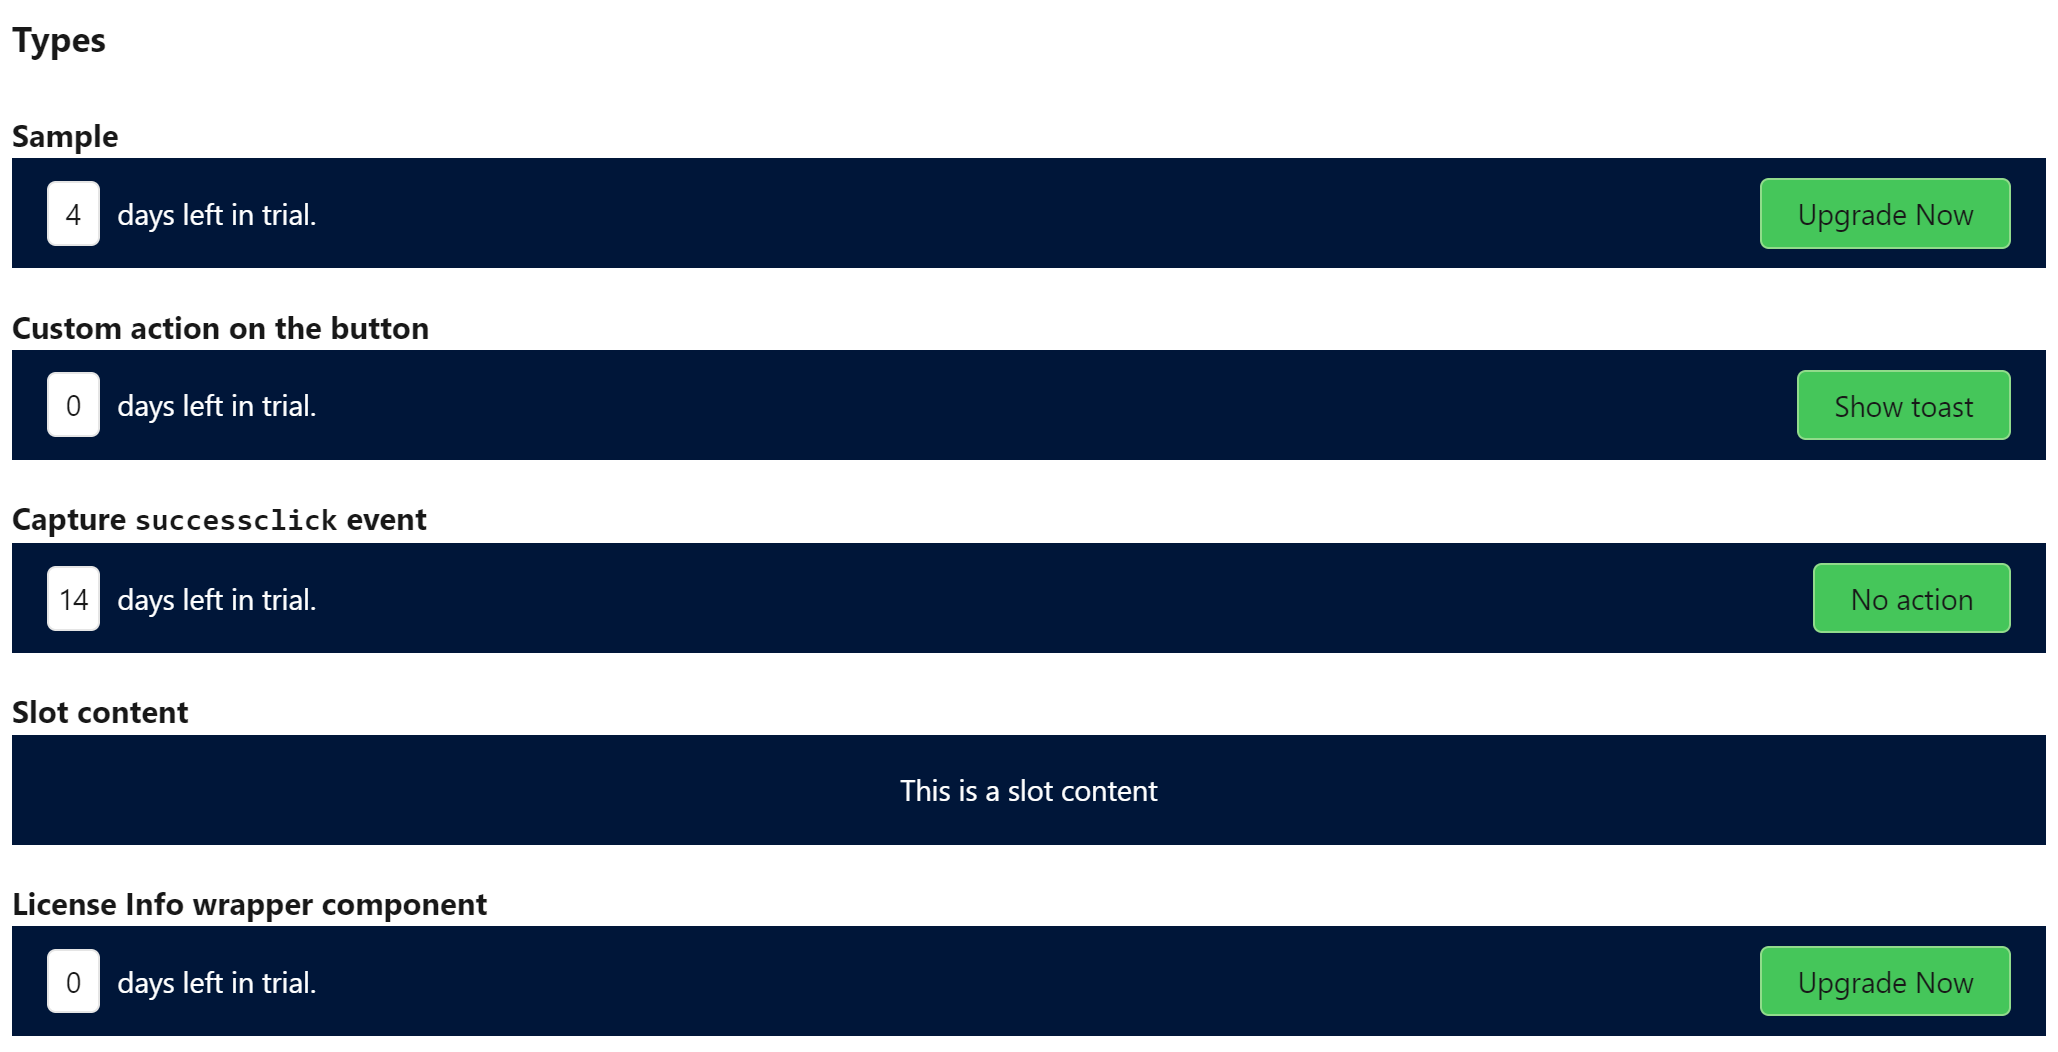 Types
Sample
4 days left in trial. Upgrade Now
Custom action on the button
0 days left in trial. Show toast
Capture successclick event
14 days left in trial. No action
Slot content
This is a slot content
License Info wrapper component
0 days left in trial. Upgrade Now